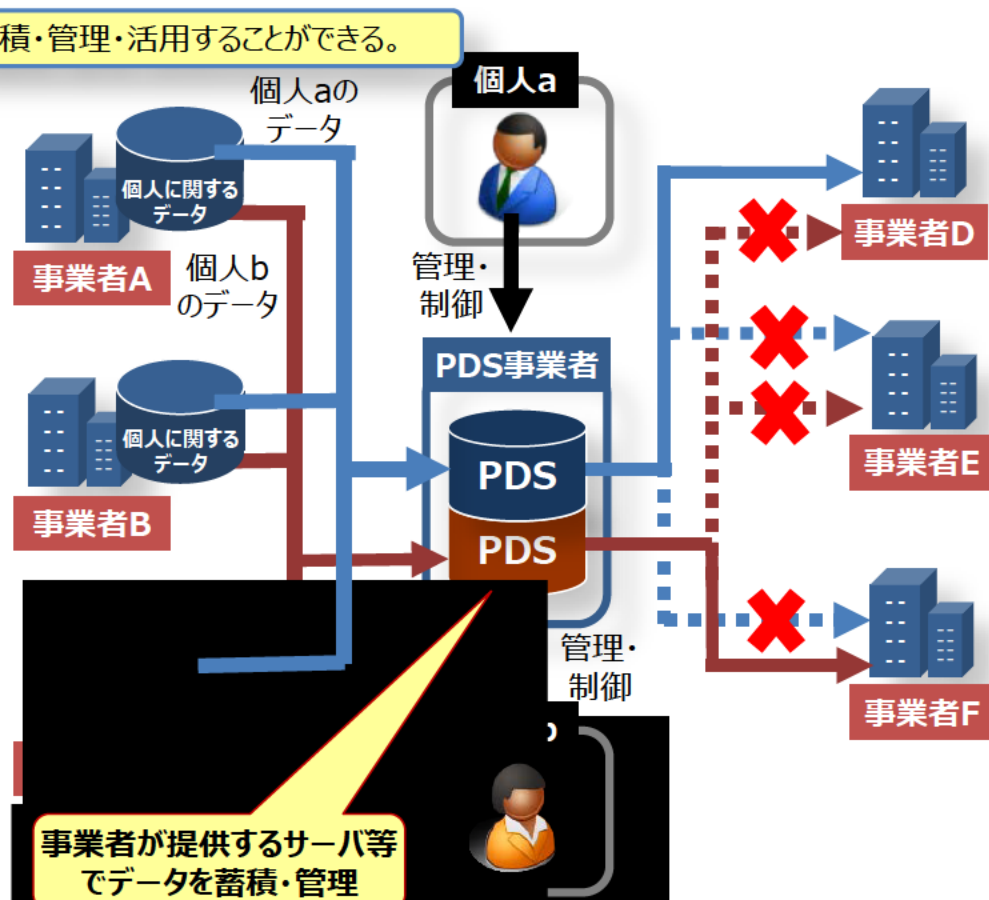 積・管理・活用することができる。
個人aの
データ
個人a
個人に関する
データ
事業者A
個人b
のデータ
管理・
制御
事業者D
PDS事業者
個人に関する
データ
事業者B
PDS
PDS
事業者E
管理・
制御
事業者F
事業者が提供するサーバ等
でデータを蓄積・管理